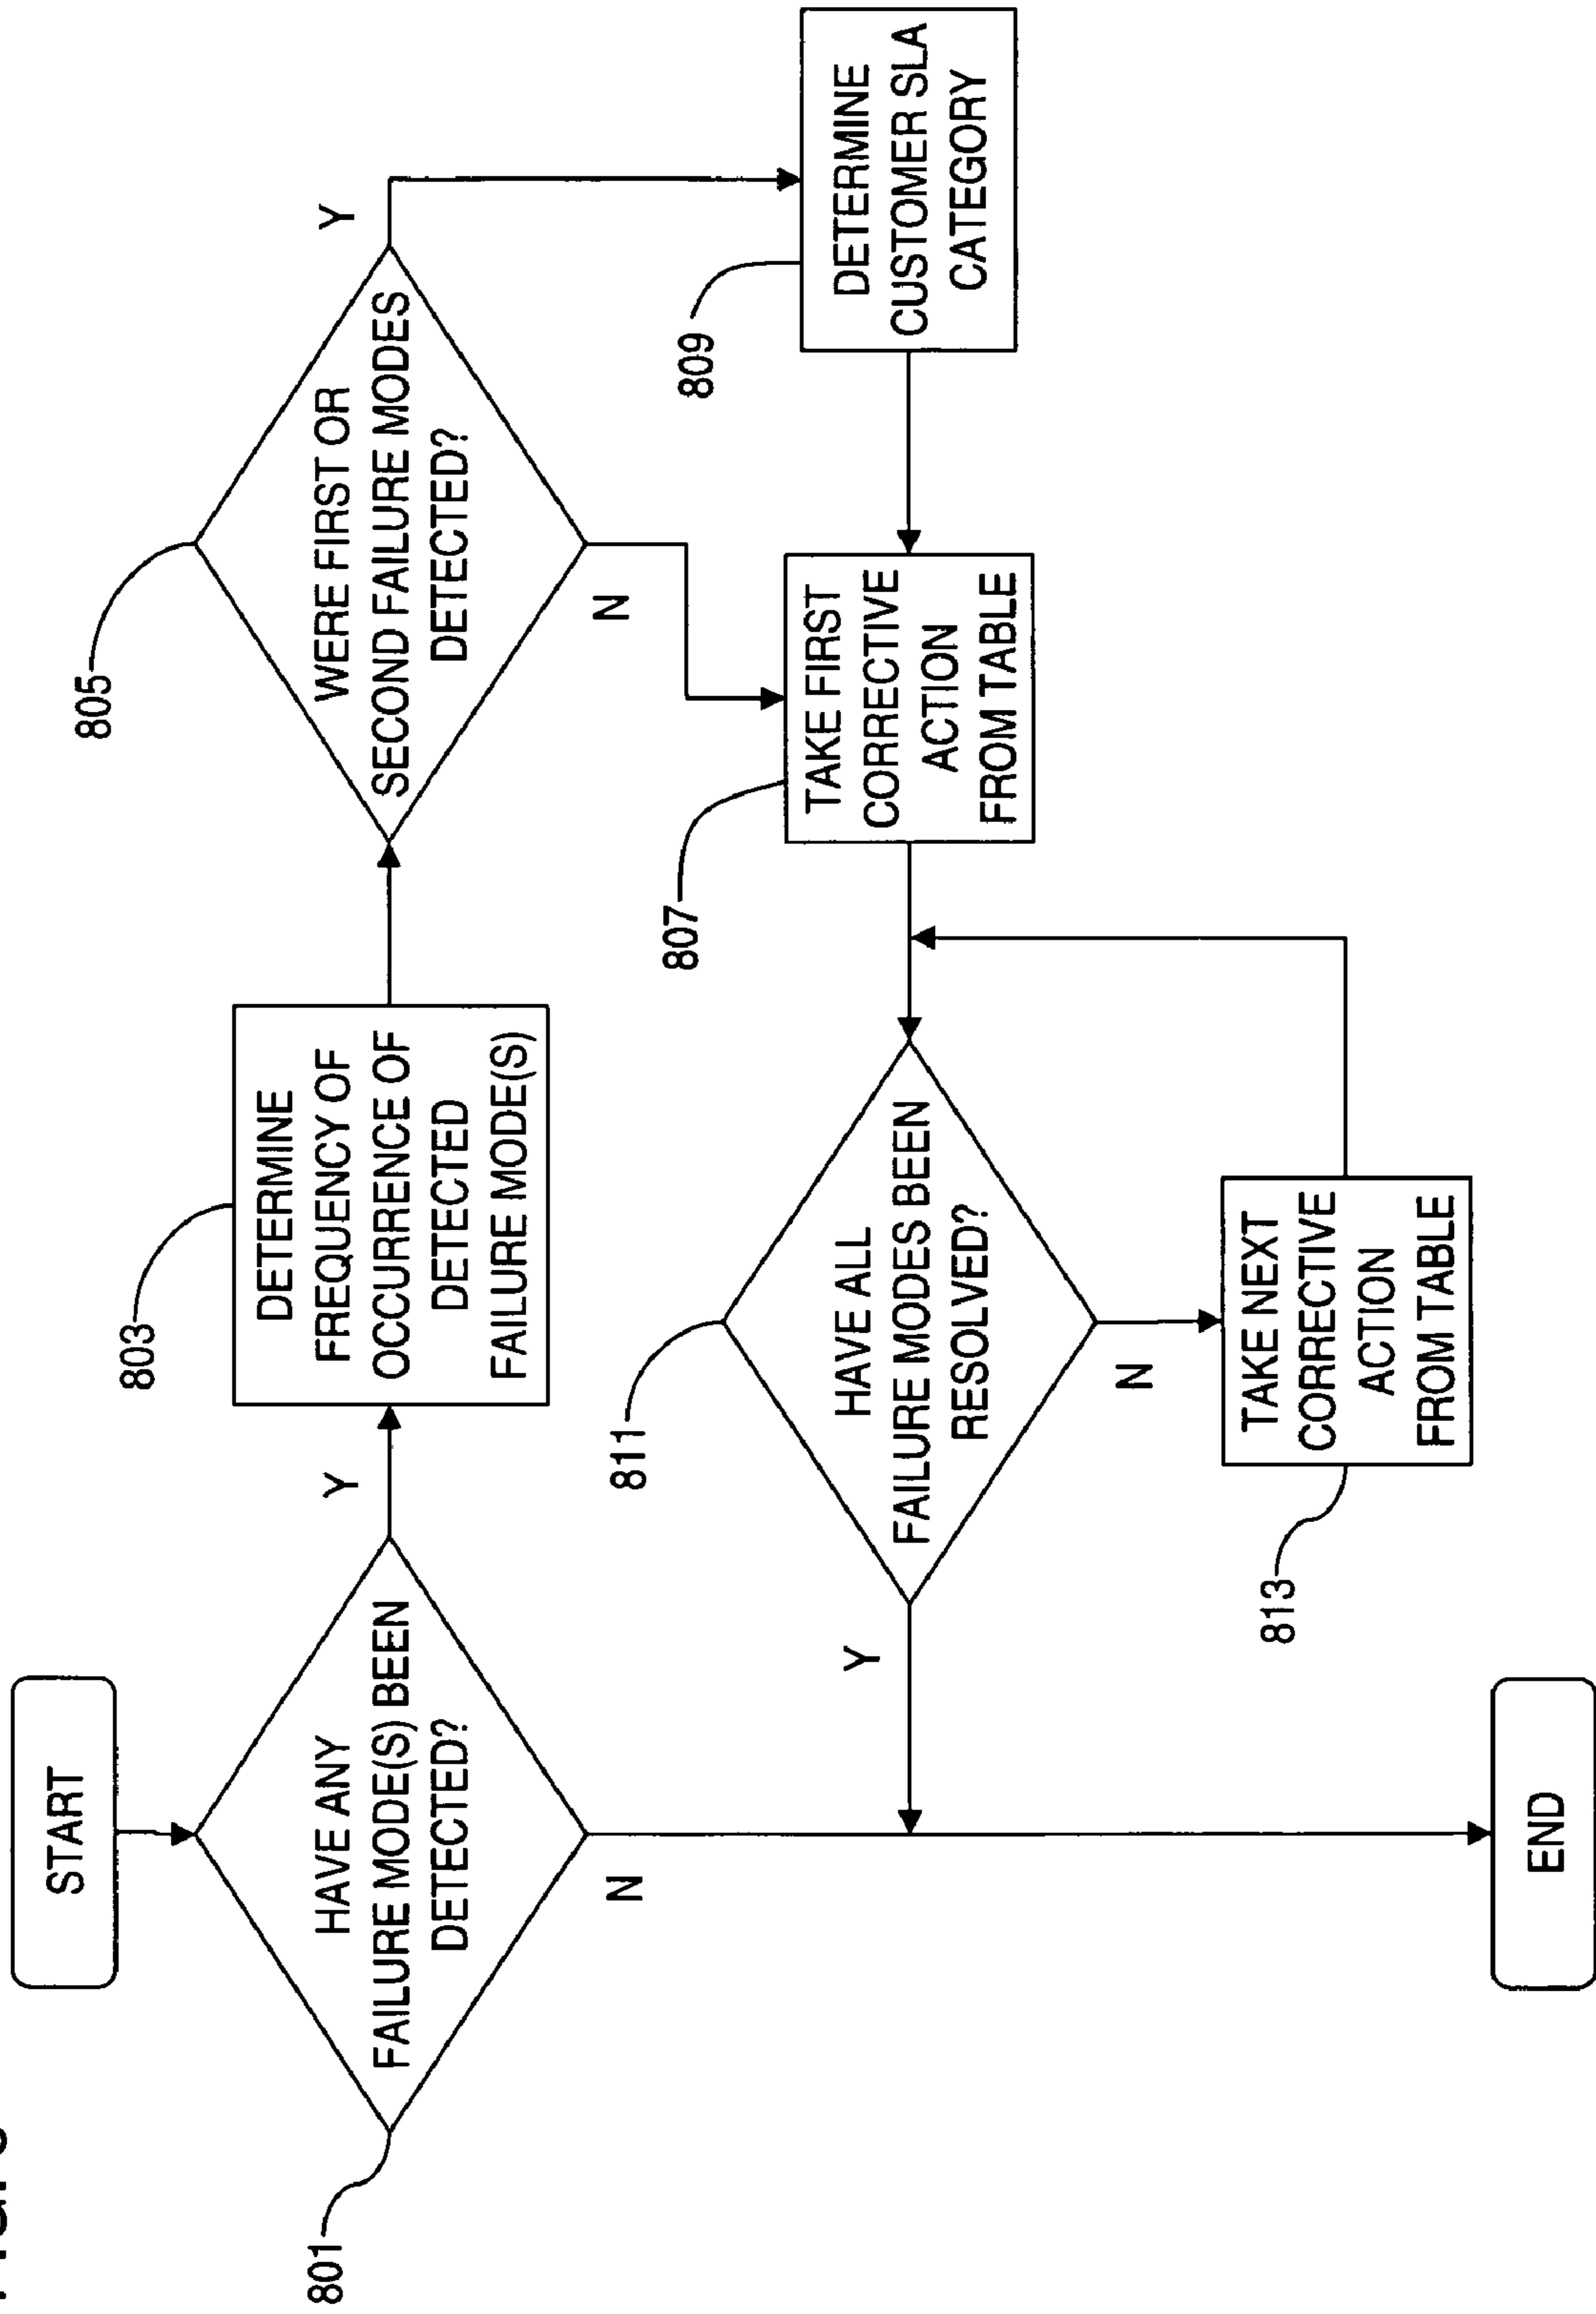 START
801
HAVE ANY
FAILURE MODE(S) BEEN
DETECTED?
Y
N
803
DETERMINE
FREQUENCY OF
OCCURRENCE OF
DETECTED
FAILURE MODE(S)
805
WERE FIRST OR
SECOND FAILURE MODES
DETECTED?
Y
N
809
DETERMINE
CUSTOMER SLA
CATEGORY
807
TAKE FIRST
CORRECTIVE
ACTION
FROM TABLE
811
HAVE ALL
FAILURE MODES BEEN
RESOLVED?
Y
N
813
TAKE NEXT
CORRECTIVE
ACTION
FROM TABLE
END